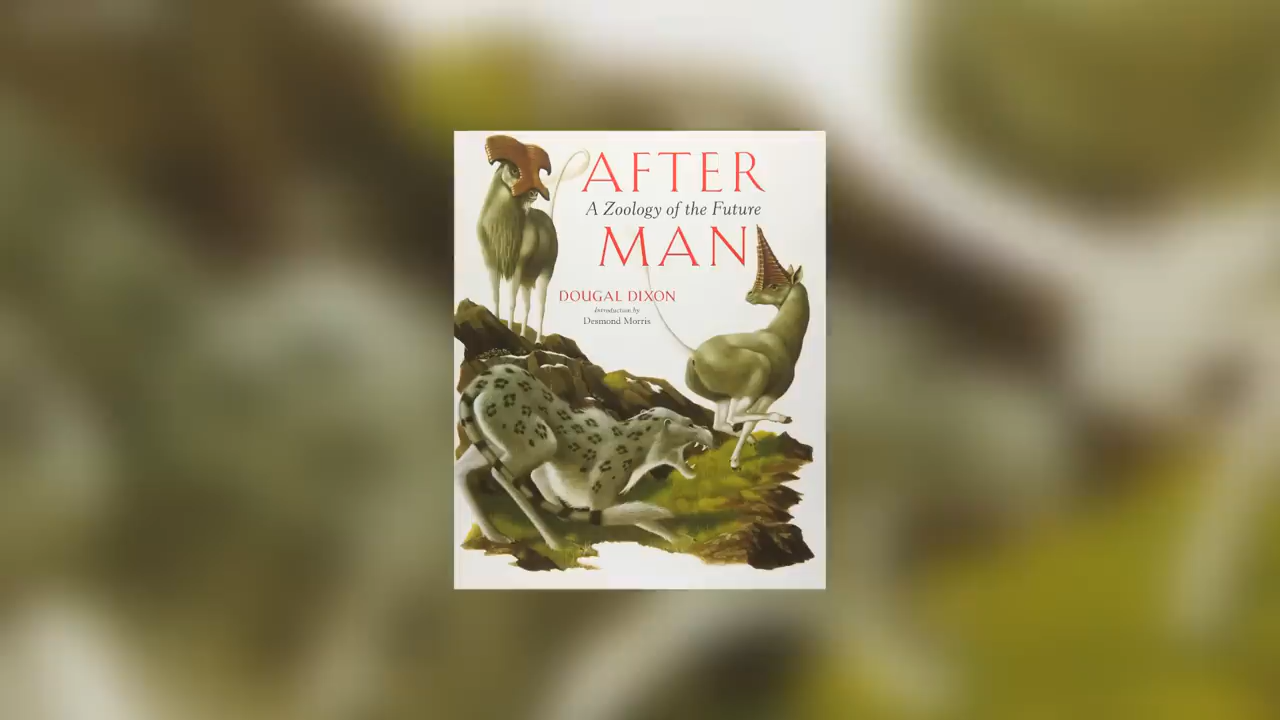 AFTER
A Zoology of the Future
MAN
DOUGAL DIXON
Introduction by
Desmond Morris